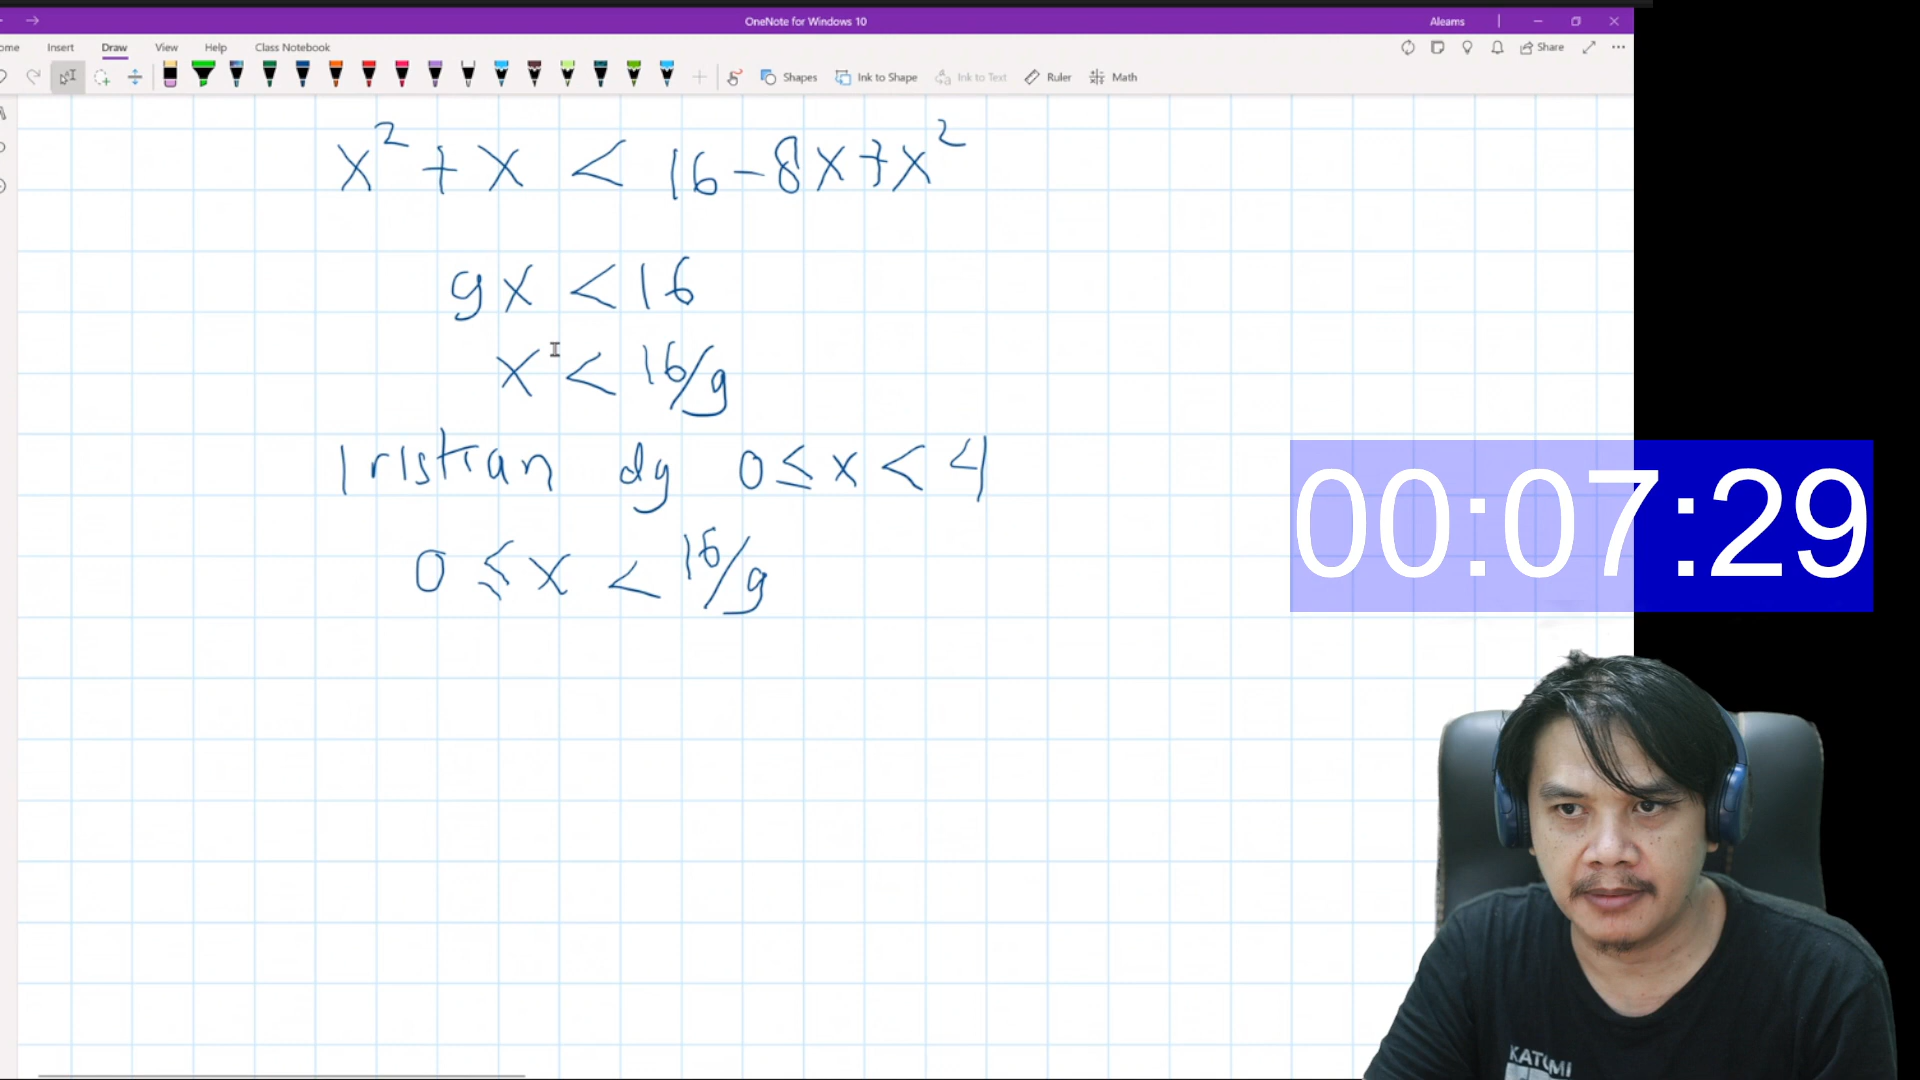 OneNote for Windows 10
Aleams
Insert Draw View Help Class Notebook
Share
Shapes Ink to Shape Ink to Text Ruler Math
x² + x < 16 - 8x + x²
9x < 16
x < 16/9
Iristian dg 0 ≤ x < 4
0 ≤ x < 16/9
00:07:29